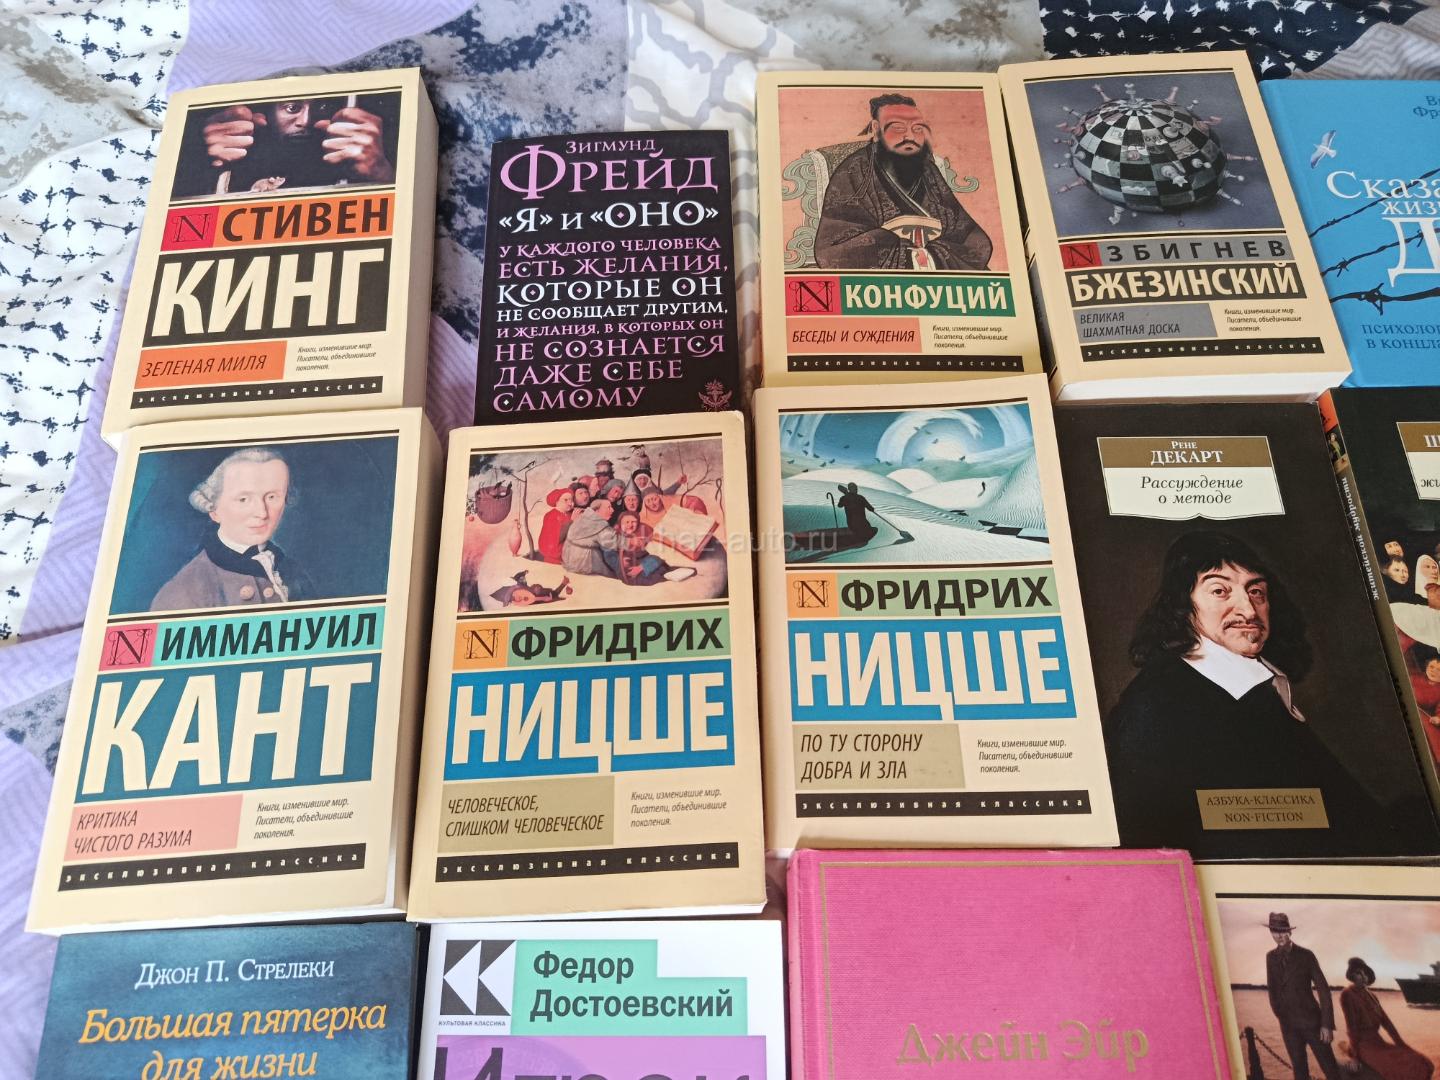 СТИВЕН
КИНГ
ЗЕЛЕНАЯ МИЛЯ
Книги, изменившие мир.
Писатели, объединившие
поколения.
эксклюзивная классика
ЗИГМУНД
ФРЕЙД
«Я» И «ОНО»
У КАЖДОГО ЧЕЛОВЕКА
ЕСТЬ ЖЕЛАНИЯ,
КОТОРЫЕ ОН
НЕ СООБЩАЕТ ДРУГИМ,
И ЖЕЛАНИЯ, В КОТОРЫХ ОН
НЕ СОЗНАЕТСЯ
ДАЖЕ СЕБЕ
САМОМУ
КОНФУЦИЙ
БЕСЕДЫ И СУЖДЕНИЯ
Книги, изменившие мир.
Писатели, объединившие
поколения.
эксклюзивная классика
ЗБИГНЕВ
БЖЕЗИНСКИЙ
ВЕЛИКАЯ
ШАХМАТНАЯ ДОСКА
Книги, изменившие мир.
Писатели, объединившие
поколения.
эксклюзивная классика
ИММАНУИЛ
КАНТ
КРИТИКА
ЧИСТОГО РАЗУМА
Книги, изменившие мир.
Писатели, объединившие
поколения.
эксклюзивная классика
ФРИДРИХ
НИЦШЕ
ЧЕЛОВЕЧЕСКОЕ,
СЛИШКОМ ЧЕЛОВЕЧЕСКОЕ
Книги, изменившие мир.
Писатели, объединившие
поколения.
эксклюзивная классика
ФРИДРИХ
НИЦШЕ
ПО ТУ СТОРОНУ
ДОБРА И ЗЛА
Книги, изменившие мир.
Писатели, объединившие
поколения.
эксклюзивная классика
РЕНЕ
ДЕКАРТ
Рассуждение
о методе
АЗБУКА-КЛАССИКА
NON-FICTION
ДЖОН П. СТРЕЛЕКИ
Большая пятерка
для жизни
КУЛЬТОВАЯ КЛАССИКА
Федор
Достоевский
Джейн Эйр